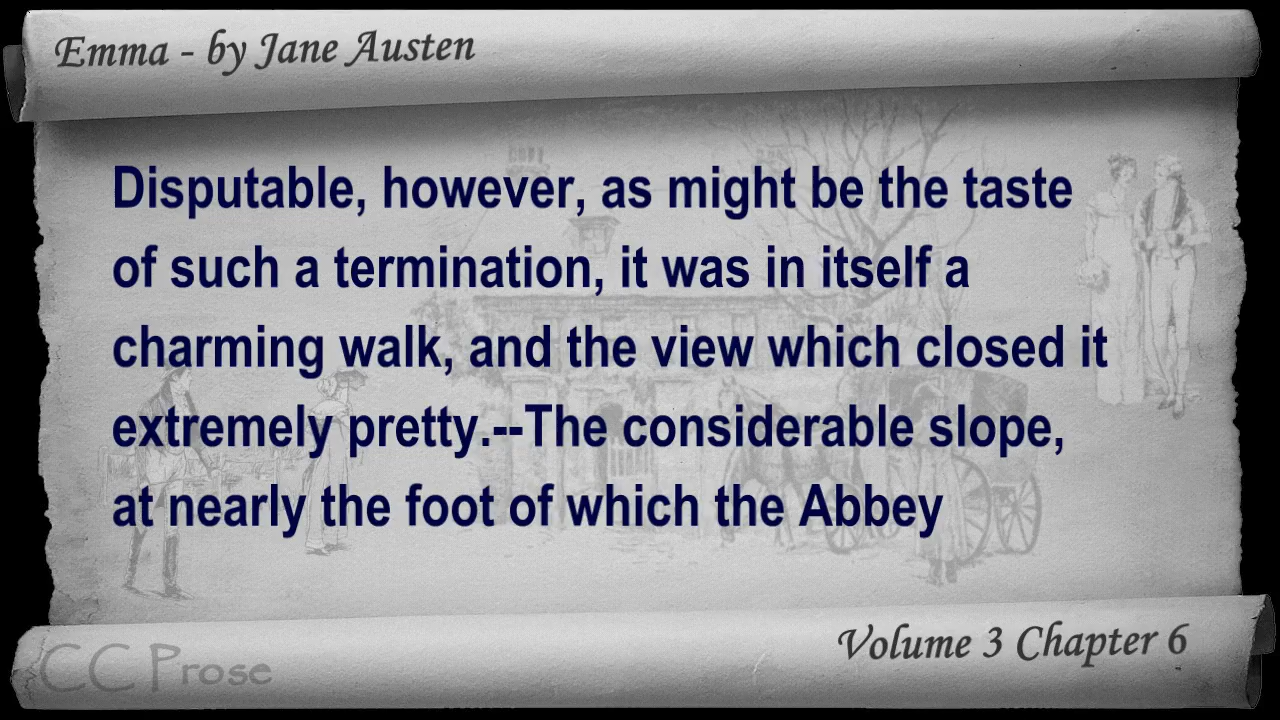 Emma - by Jane Austen
Disputable, however, as might be the taste
of such a termination, it was in itself a
charming walk, and the view which closed it
extremely pretty.--The considerable slope,
at nearly the foot of which the Abbey
Volume 3 Chapter 6
CC Prose